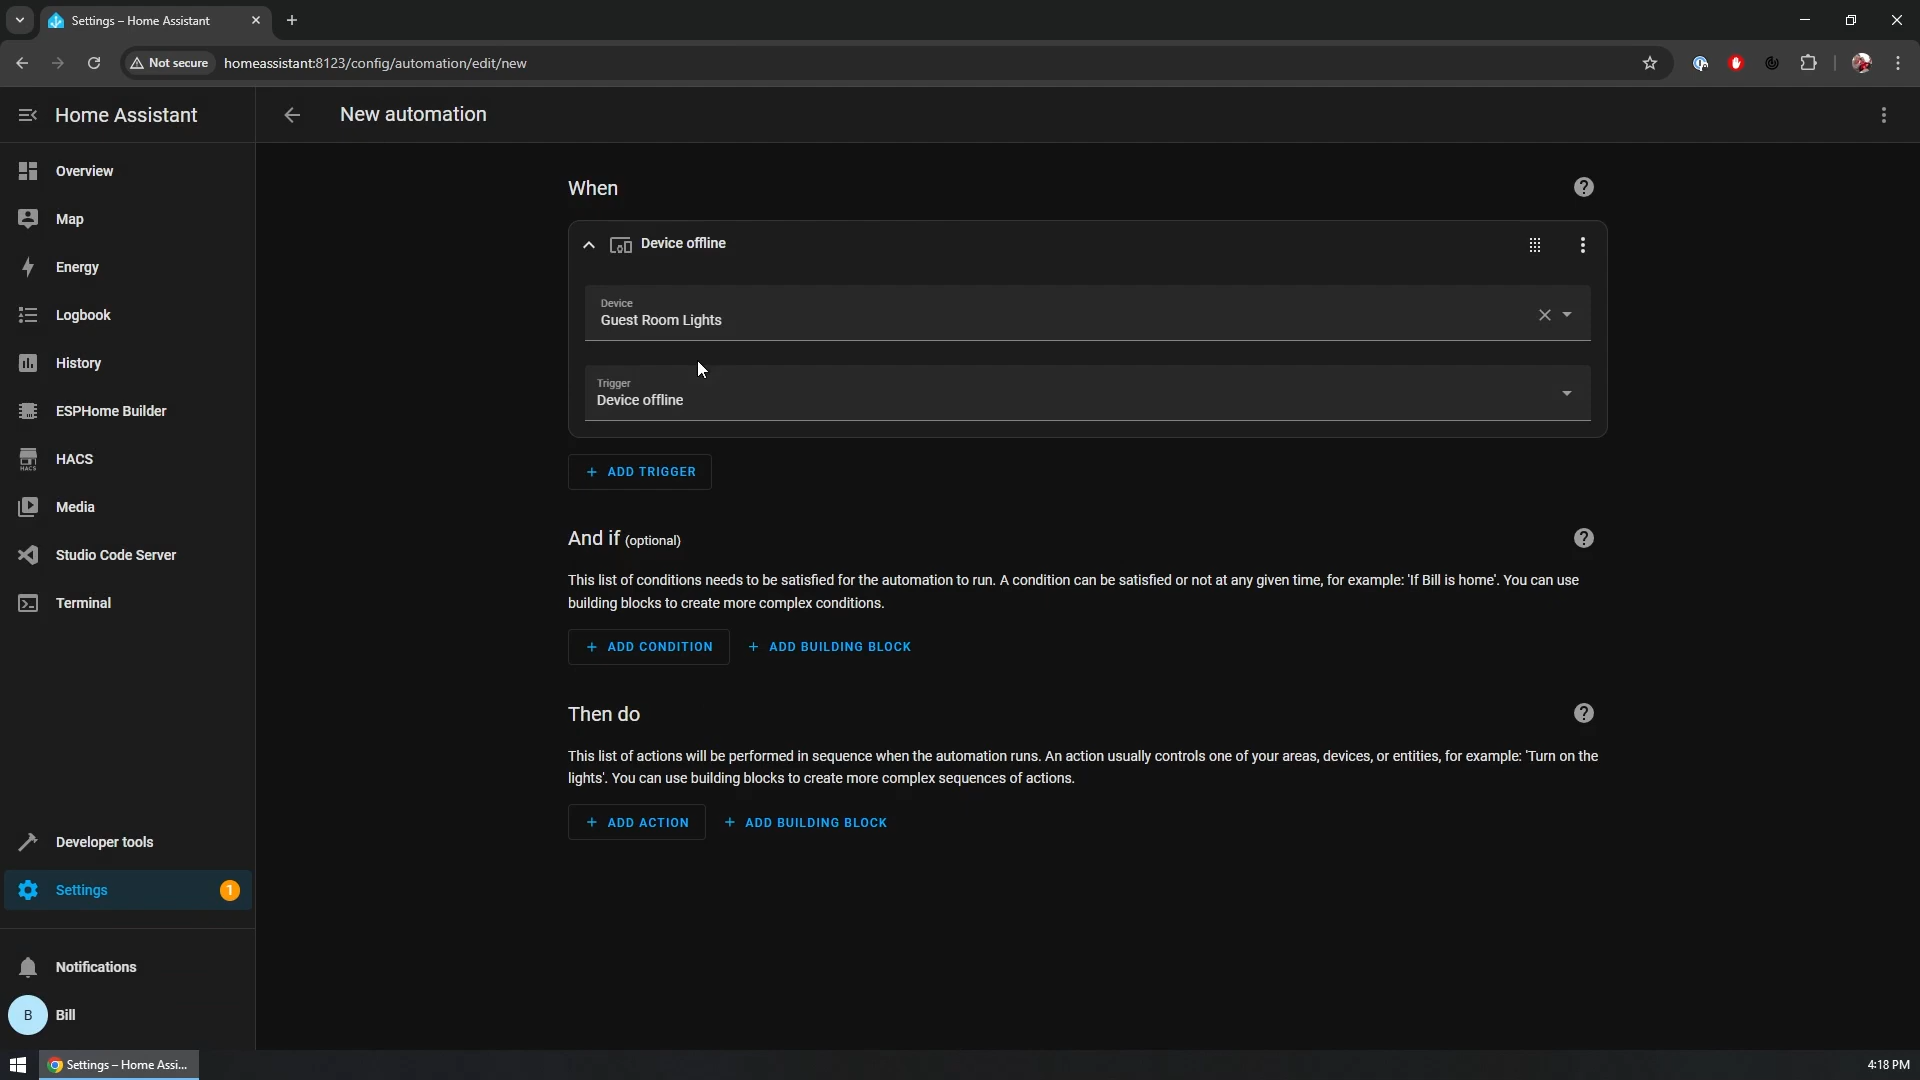 Settings – Home Assistant
Not secure
homeassistant:8123/config/automation/edit/new
Home Assistant
New automation
Overview
Map
Energy
Logbook
History
ESPHome Builder
HACS
HACS
Media
Studio Code Server
Terminal
Developer tools
Settings
1
Notifications
B
Bill
When
?
Device offline
Device
Guest Room Lights
Trigger
Device offline
ADD TRIGGER
And if (optional)
?
This list of conditions needs to be satisfied for the automation to run. A condition can be satisfied or not at any given time, for example: 'If Bill is home'. You can use
building blocks to create more complex conditions.
ADD CONDITION
ADD BUILDING BLOCK
Then do
?
This list of actions will be performed in sequence when the automation runs. An action usually controls one of your areas, devices, or entities, for example: 'Turn on the
lights'. You can use building blocks to create more complex sequences of actions.
ADD ACTION
ADD BUILDING BLOCK
Settings – Home Assi...
4:18 PM